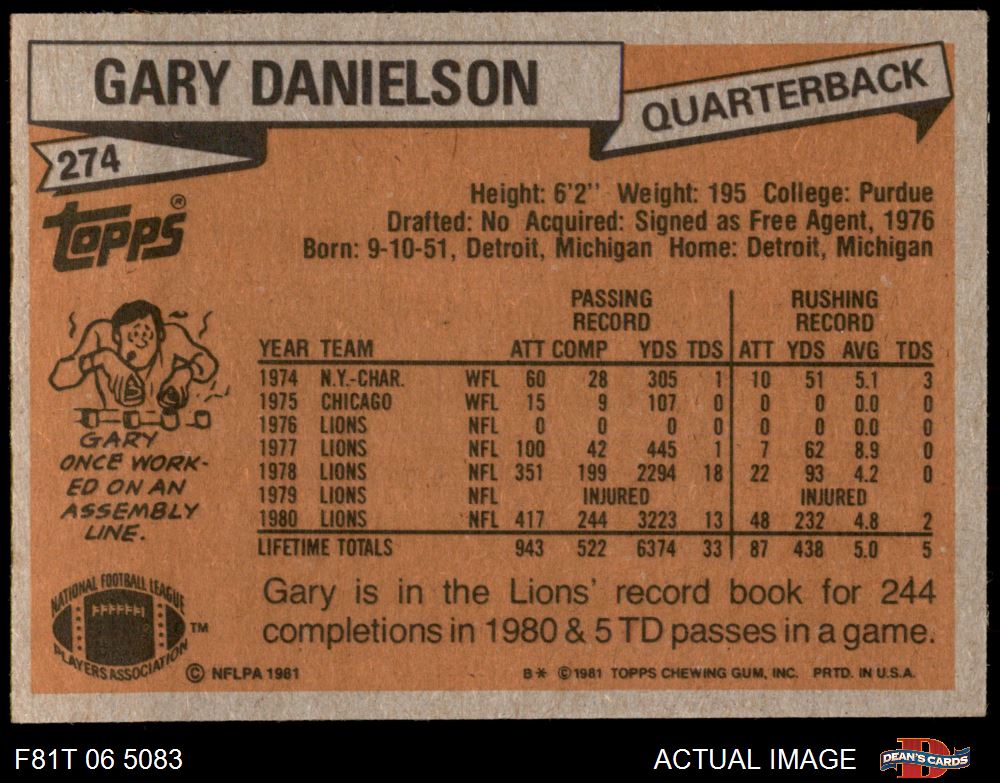 GARY DANIELSON
QUARTERBACK
274
topps®
Height: 6'2'' Weight: 195 College: Purdue
Drafted: No Acquired: Signed as Free Agent, 1976
Born: 9-10-51, Detroit, Michigan Home: Detroit, Michigan
PASSING RECORD RUSHING RECORD
YEAR TEAM ATT COMP YDS TDS ATT YDS AVG TDS
1974 N.Y.-CHAR. WFL 60 28 305 1 10 51 5.1 3
1975 CHICAGO WFL 15 9 107 0 0 0 0.0 0
1976 LIONS NFL 0 0 0 0 0 0 0.0 0
1977 LIONS NFL 100 42 445 1 7 62 8.9 0
1978 LIONS NFL 351 199 2294 18 22 93 4.2 0
1979 LIONS NFL INJURED INJURED
1980 LIONS NFL 417 244 3223 13 48 232 4.8 2
LIFETIME TOTALS 943 522 6374 33 87 438 5.0 5
GARY
ONCE WORK-
ED ON AN
ASSEMBLY
LINE.
Gary is in the Lions' record book for 244
completions in 1980 & 5 TD passes in a game.
NATIONAL FOOTBALL LEAGUE
PLAYERS ASSOCIATION
TM
© NFLPA 1981
B* ©1981 TOPPS CHEWING GUM, INC. PRTD. IN U.S.A.
F81T 06 5083
ACTUAL IMAGE
D
DEAN'S CARDS